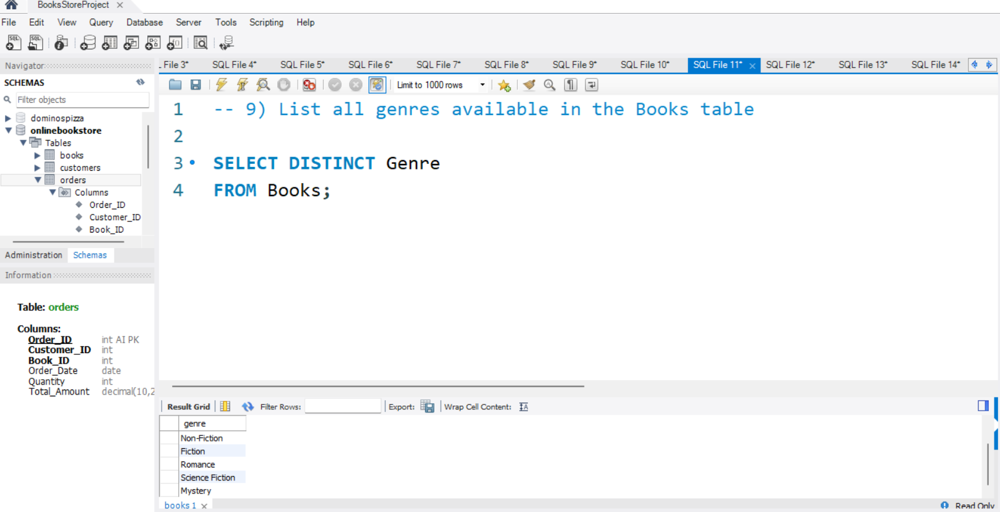 BooksStoreProject
File Edit View Query Database Server Tools Scripting Help
Navigator
SCHEMAS
Filter objects
dominospizza
onlinebookstore
Tables
books
customers
orders
Columns
Order_ID
Customer_ID
Book_ID
Administration Schemas
Information
Table: orders
Columns:
Order_ID int AI PK
Customer_ID int
Book_ID int
Order_Date date
Quantity int
Total_Amount decimal(10,2
File 3* SQL File 4* SQL File 5* SQL File 6* SQL File 7* SQL File 8* SQL File 9* SQL File 10* SQL File 11* SQL File 12* SQL File 13* SQL File 14*
Limit to 1000 rows
1 -- 9) List all genres available in the Books table
2
3 SELECT DISTINCT Genre
4 FROM Books;
Result Grid Filter Rows: Export: Wrap Cell Content:
genre
Non-Fiction
Fiction
Romance
Science Fiction
Mystery
books 1
Read Only